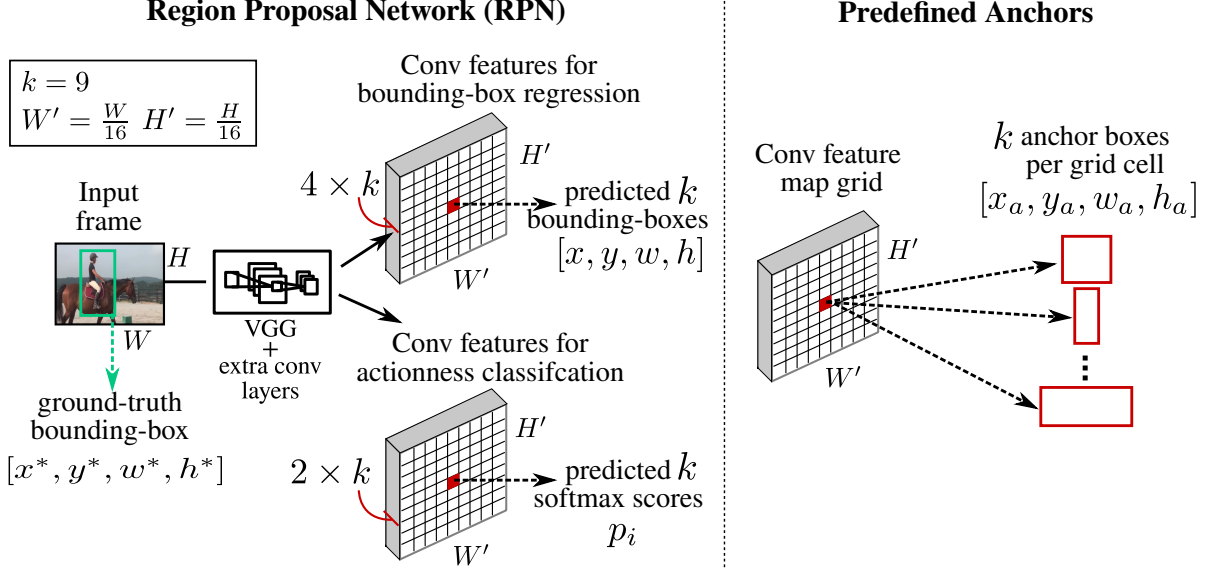 Region Proposal Network (RPN)
k = 9
W′ = W/16 H′ = H/16
Input
frame
H
W
ground-truth
bounding-box
[x*, y*, w*, h*]
VGG
+
extra conv
layers
Conv features for
bounding-box regression
4 × k
H′
W′
predicted k
bounding-boxes
[x, y, w, h]
Conv features for
actionness classifcation
2 × k
H′
W′
predicted k
softmax scores
p_i
Predefined Anchors
Conv feature
map grid
H′
W′
k anchor boxes
per grid cell
[x_a, y_a, w_a, h_a]